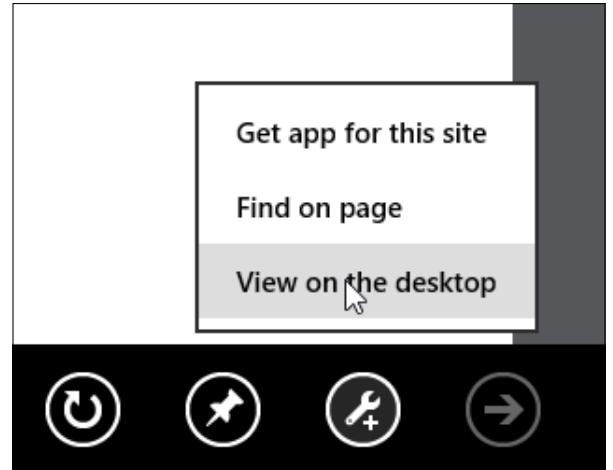 Get app for this site
Find on page
View on the desktop